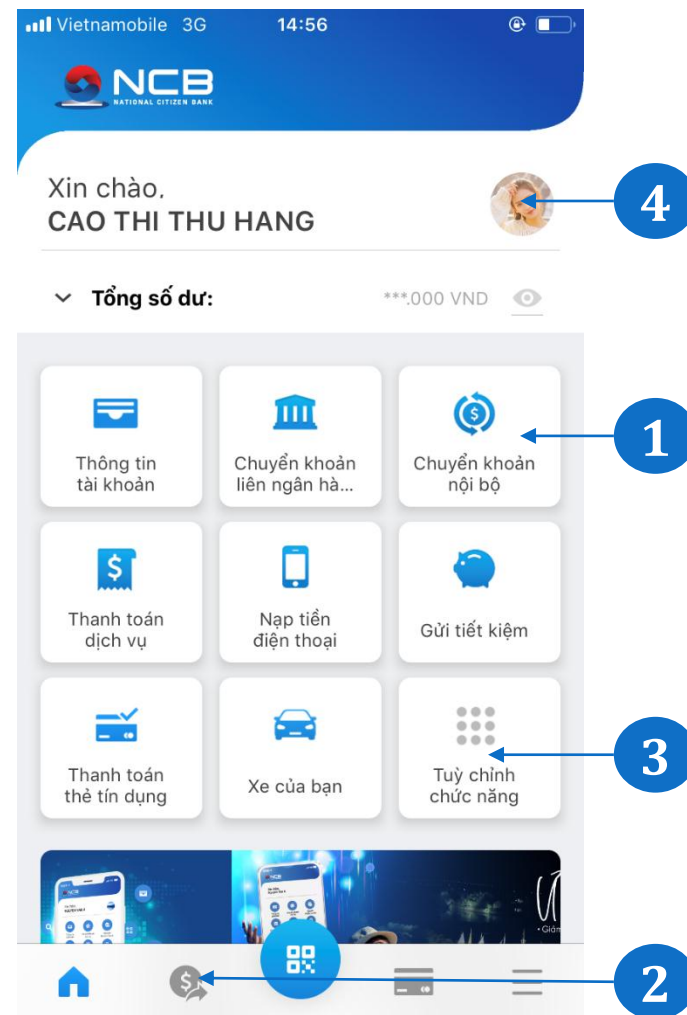 Vietnamobile 3G 14:56
NCB
NATIONAL CITIZEN BANK
Xin chào,
CAO THI THU HANG
4
Tổng số dư: ***.000 VND
Thông tin
tài khoản
Chuyển khoản
liên ngân hà...
Chuyển khoản
nội bộ
1
Thanh toán
dịch vụ
Nạp tiền
điện thoại
Gửi tiết kiệm
Thanh toán
thẻ tín dụng
Xe của bạn
Tuỳ chỉnh
chức năng
3
2